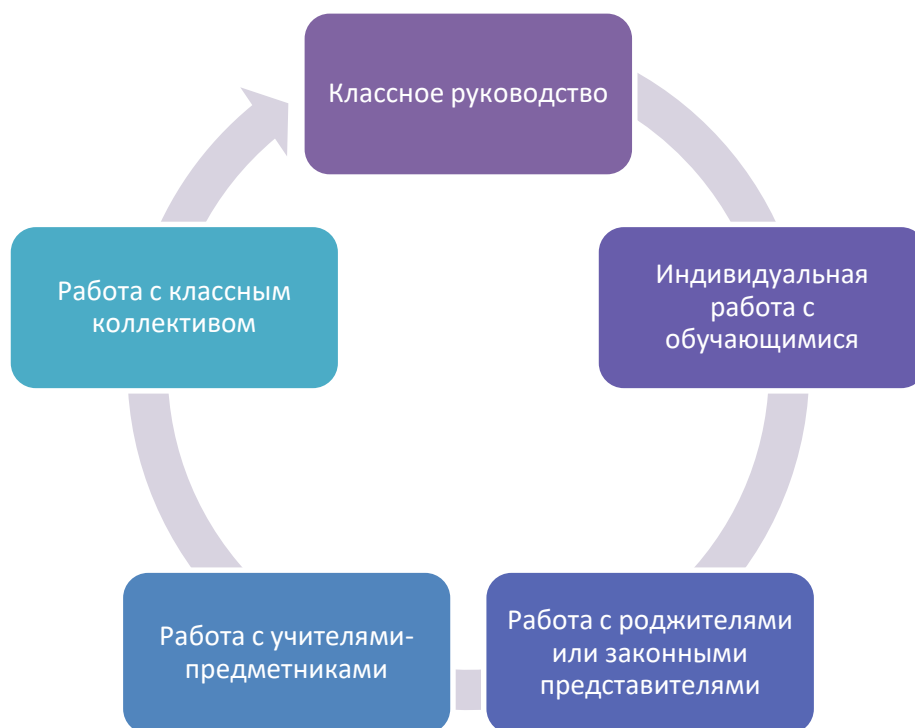 Классное руководство
Индивидуальная
работа с
обучающимися
Работа с роджителями
или законными
представителями
Работа с учителями-
предметниками
Работа с классным
коллективом